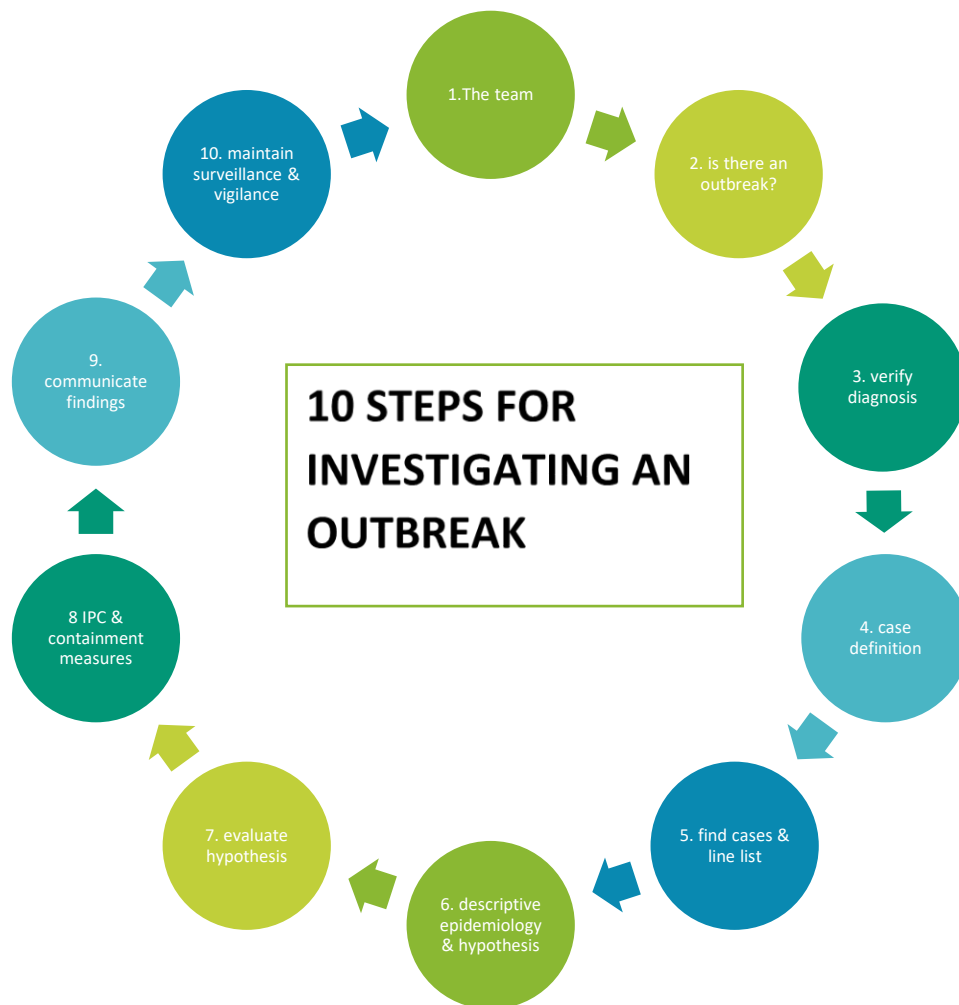 1.The team
2. is there an
outbreak?
3. verify
diagnosis
4. case
definition
5. find cases &
line list
6. descriptive
epidemiology
& hypothesis
7. evaluate
hypothesis
8 IPC &
containment
measures
9.
communicate
findings
10. maintain
surveillance &
vigilance
10 STEPS FOR
INVESTIGATING AN
OUTBREAK